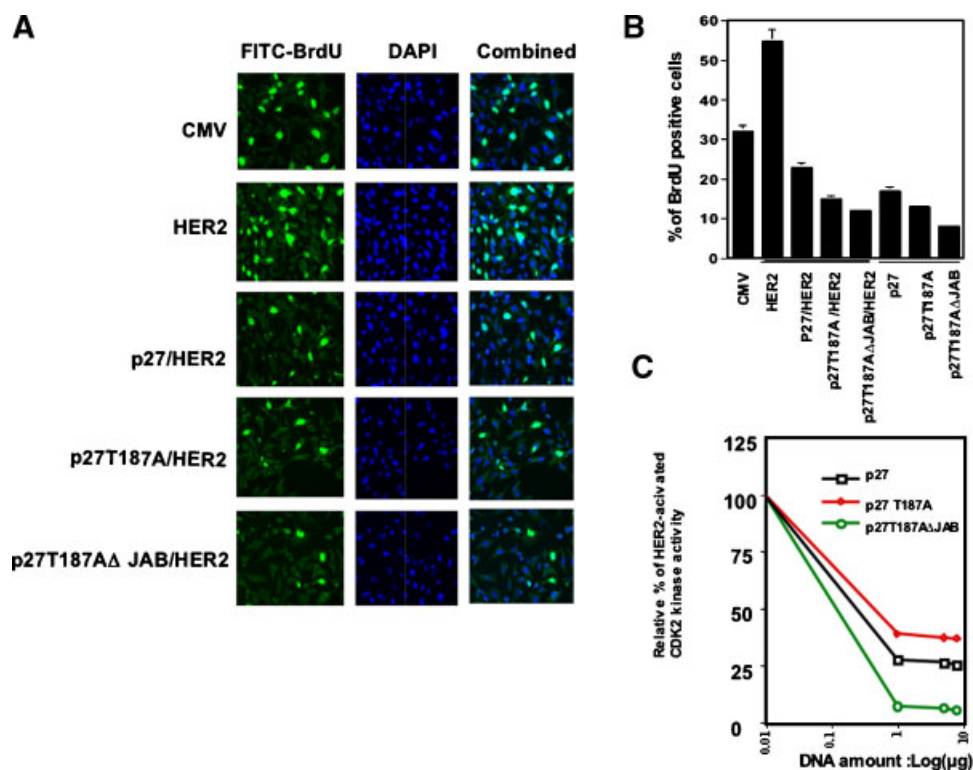 A
FITC-BrdU DAPI Combined
CMV
HER2
p27/HER2
p27T187A/HER2
p27T187AΔ JAB/HER2
B
% of BrdU positive cells
60
50
40
30
20
10
0
CMV
HER2
P27/HER2
p27T187A /HER2
p27T187AΔJAB/HER2
p27
p27T187A
p27T187AΔJAB
C
Relative % of HER2-activated
CDK2 kinase activity
125
100
75
50
25
0
p27
p27 T187A
p27T187AΔJAB
0.01
0.1
1
10
DNA amount :Log(μg)